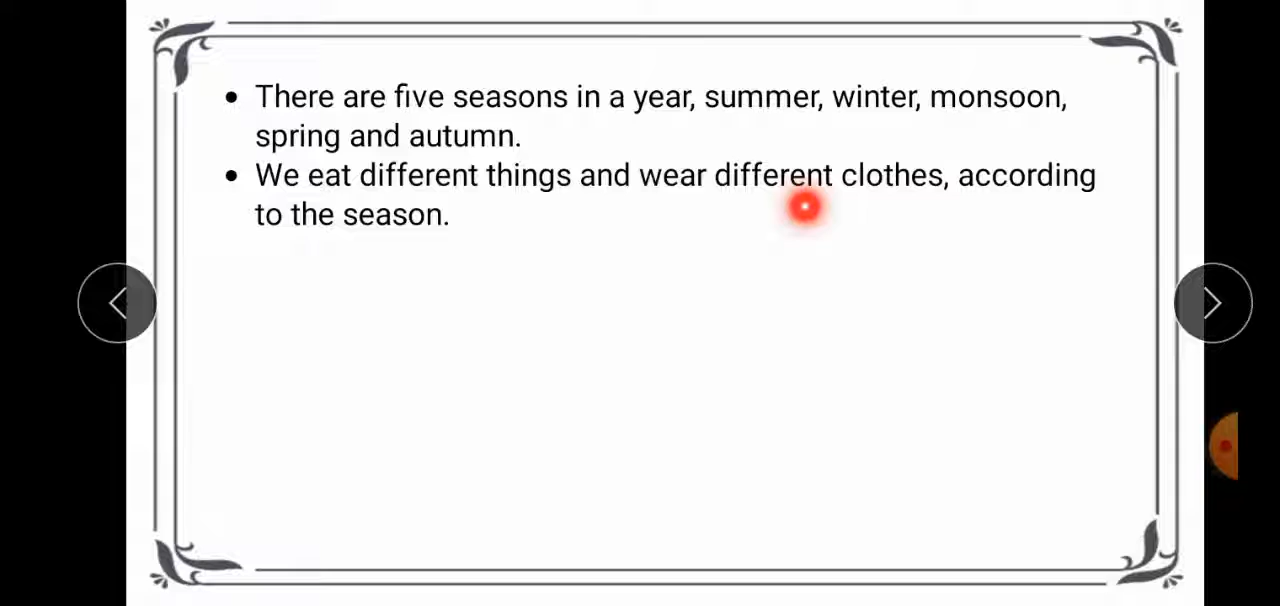 • There are five seasons in a year, summer, winter, monsoon,
spring and autumn.
• We eat different things and wear different clothes, according
to the season.